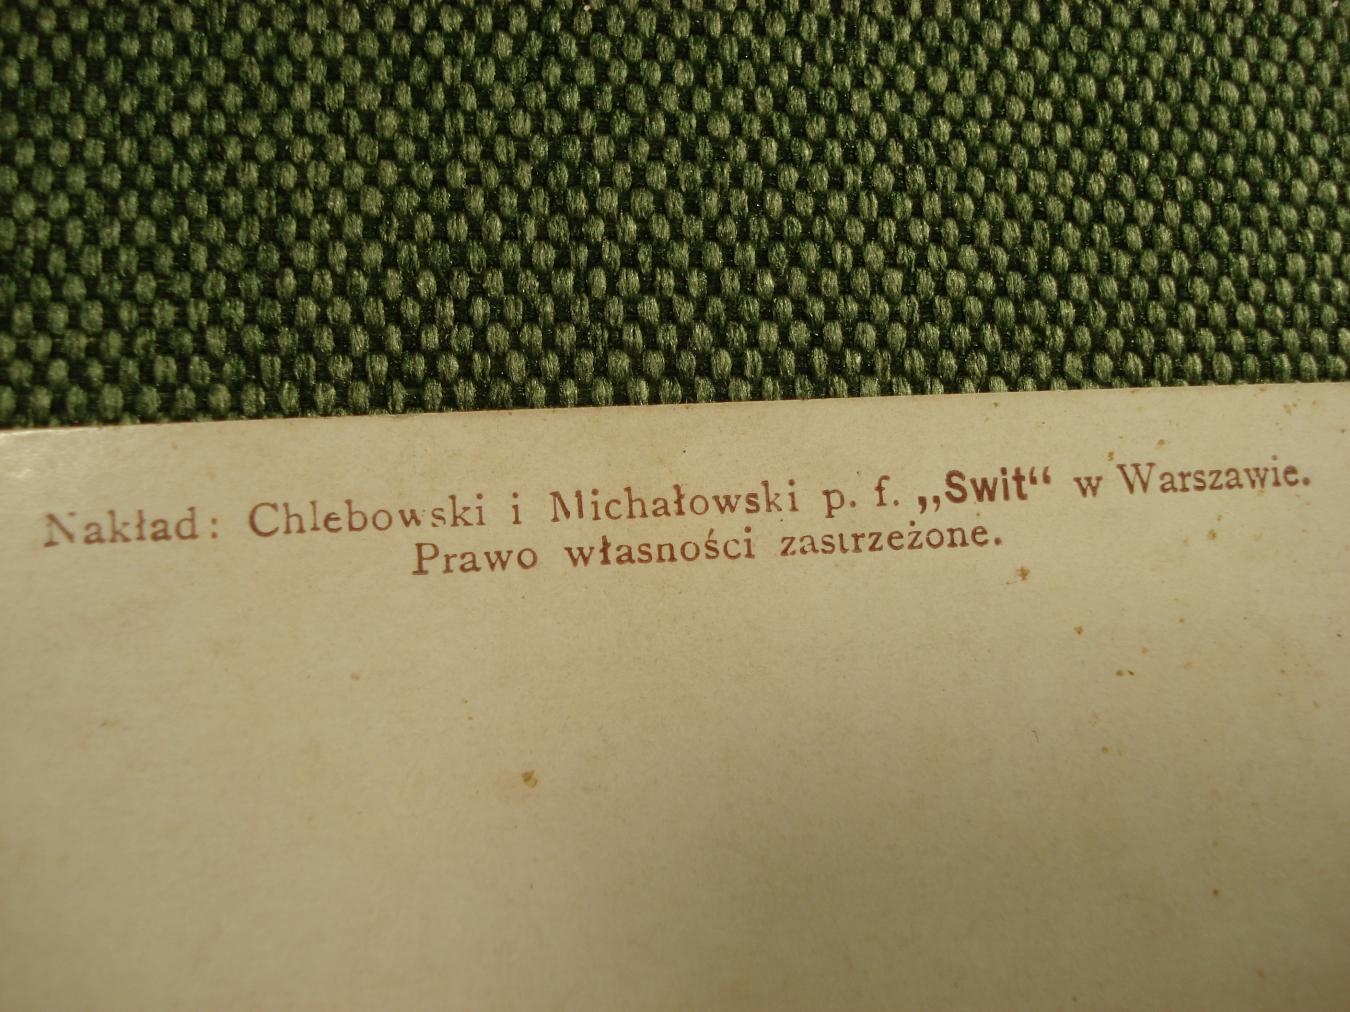 Nakład: Chlebowski i Michałowski p. f. „Swit“ w Warszawie.
Prawo własności zastrzeżone.